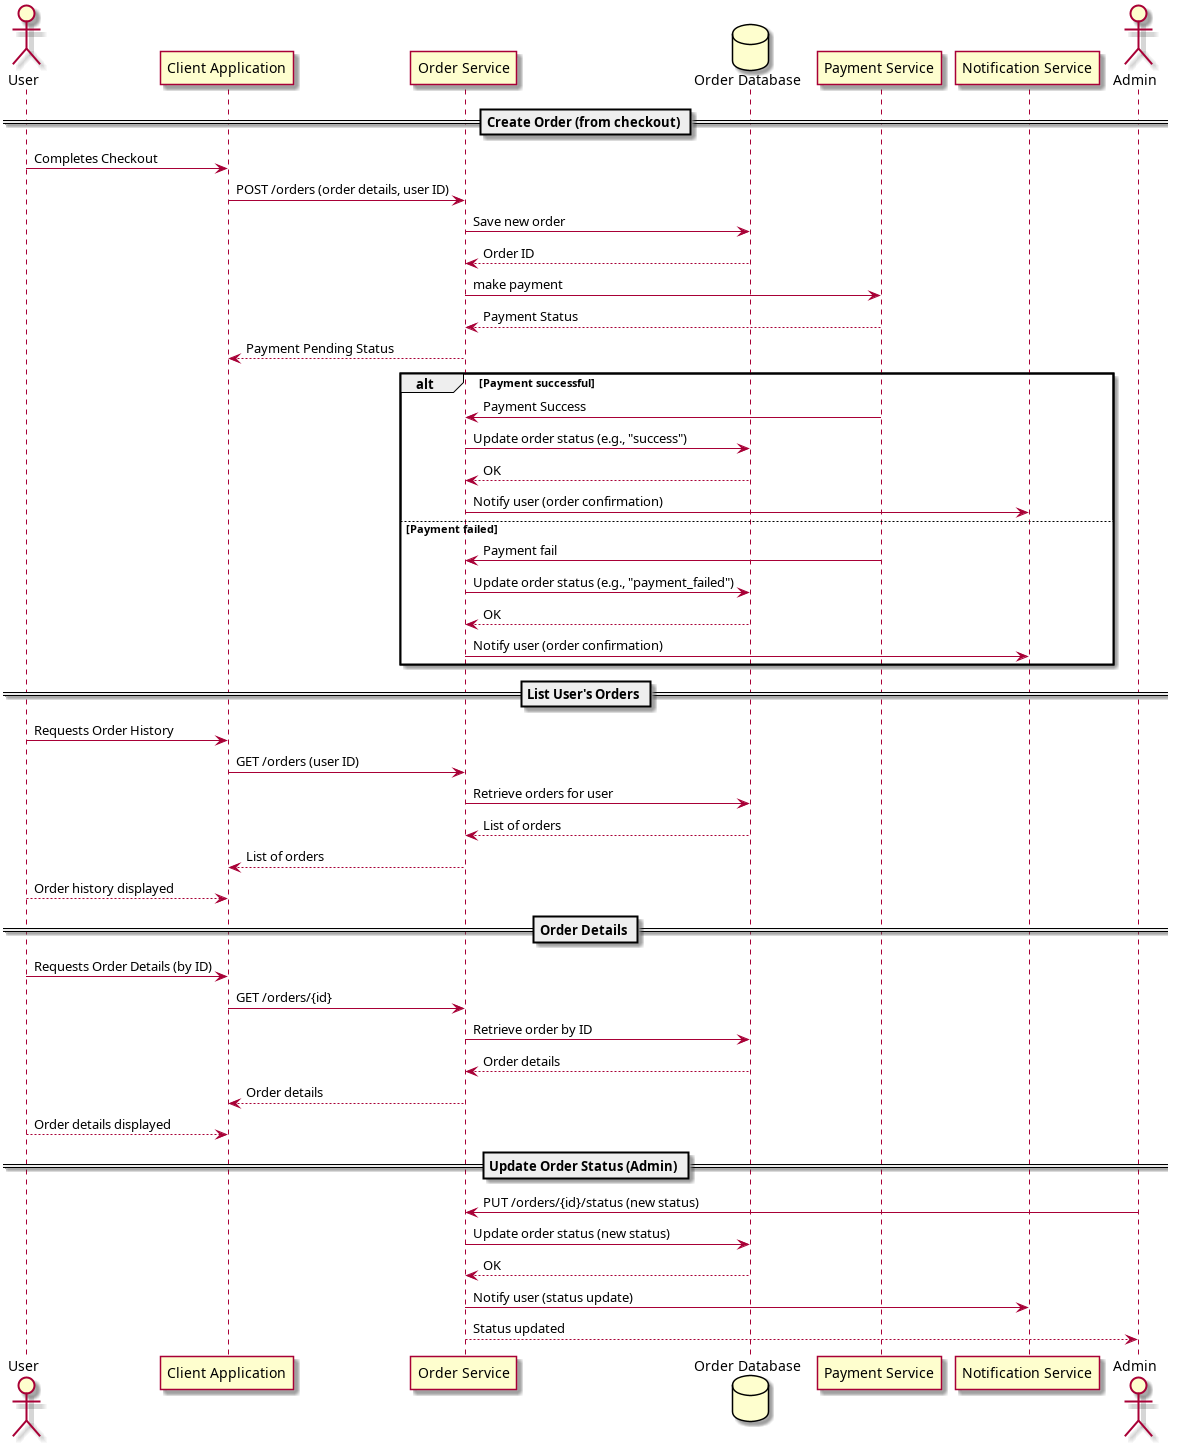 User
Client Application
Order Service
Order Database
Payment Service
Notification Service
Admin
Create Order (from checkout)
Completes Checkout
POST /orders (order details, user ID)
Save new order
Order ID
make payment
Payment Status
Payment Pending Status
alt
[Payment successful]
Payment Success
Update order status (e.g., "success")
OK
Notify user (order confirmation)
[Payment failed]
Payment fail
Update order status (e.g., "payment_failed")
OK
Notify user (order confirmation)
List User's Orders
Requests Order History
GET /orders (user ID)
Retrieve orders for user
List of orders
List of orders
Order history displayed
Order Details
Requests Order Details (by ID)
GET /orders/{id}
Retrieve order by ID
Order details
Order details
Order details displayed
Update Order Status (Admin)
PUT /orders/{id}/status (new status)
Update order status (new status)
OK
Notify user (status update)
Status updated
User
Client Application
Order Service
Order Database
Payment Service
Notification Service
Admin